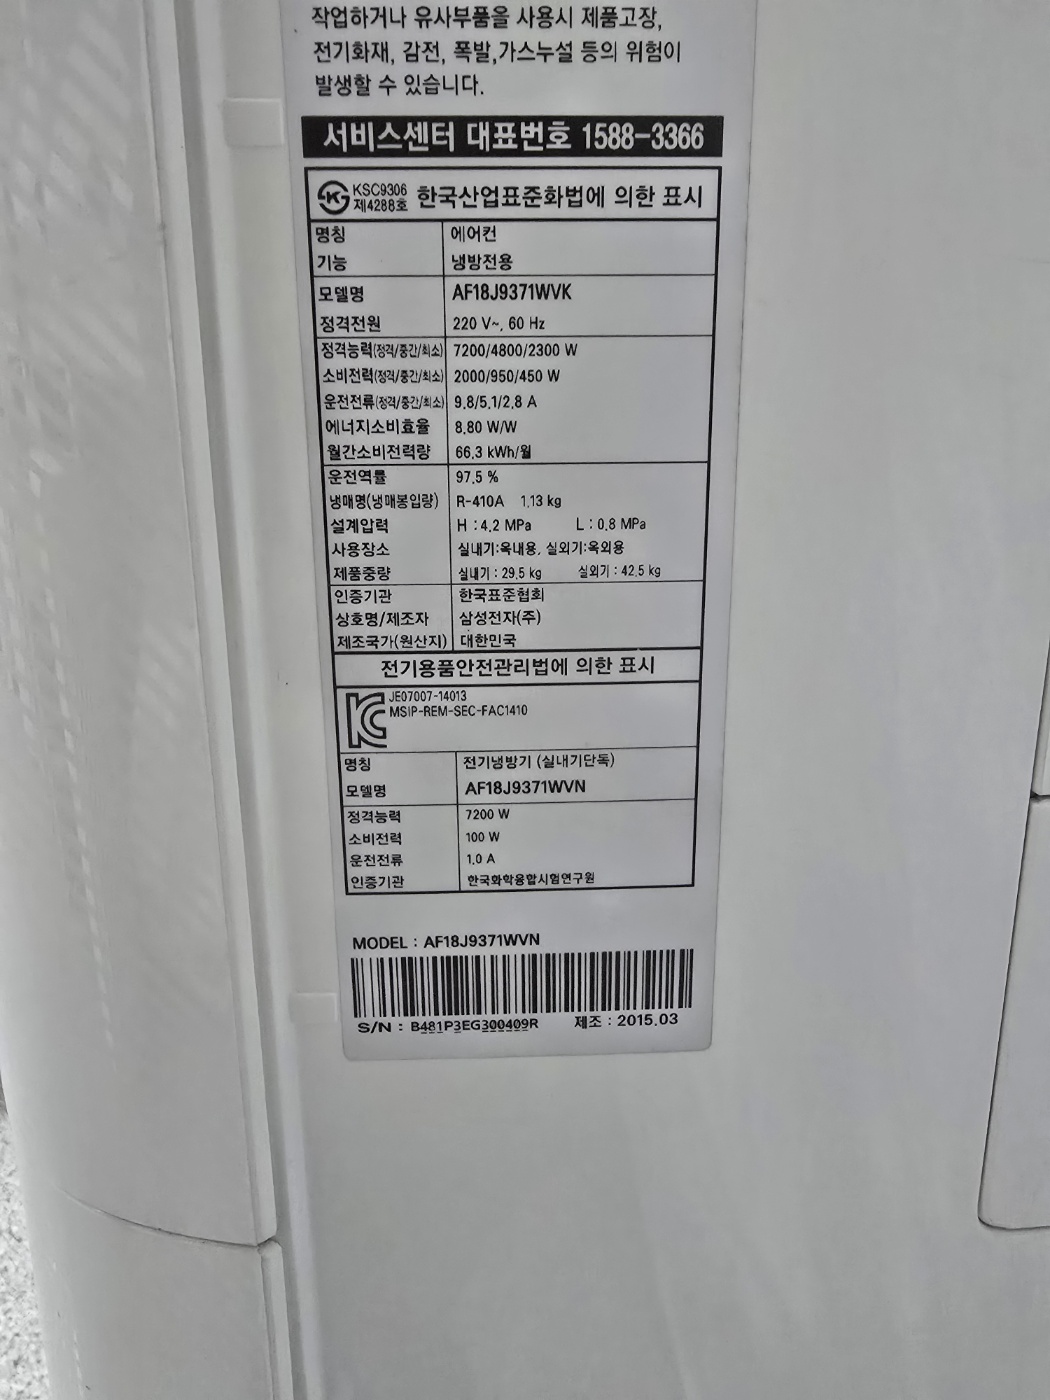 작업하거나 유사부품을 사용시 제품고장,
전기화재, 감전, 폭발,가스누설 등의 위험이
발생할 수 있습니다.
서비스센터 대표번호 1588-3366
KSC9306
제4288호
한국산업표준화법에 의한 표시
명칭 에어컨
기능 냉방전용
모델명 AF18J9371WVK
정격전원 220 V~, 60 Hz
정격능력(정격/중간/최소) 7200/4800/2300 W
소비전력(정격/중간/최소) 2000/950/450 W
운전전류(정격/중간/최소) 9.8/5.1/2.8 A
에너지소비효율 8.80 W/W
월간소비전력량 66.3 kWh/월
운전역률 97.5 %
냉매명(냉매봉입량) R-410A 1.13 kg
설계압력 H : 4.2 MPa L : 0.8 MPa
사용장소 실내기:옥내용, 실외기:옥외용
제품중량 실내기 : 29.5 kg 실외기 : 42.5 kg
인증기관 한국표준협회
상호명/제조자 삼성전자(주)
제조국가(원산지) 대한민국
전기용품안전관리법에 의한 표시
JE07007-14013
MSIP-REM-SEC-FAC1410
명칭 전기냉방기 (실내기단독)
모델명 AF18J9371WVN
정격능력 7200 W
소비전력 100 W
운전전류 1.0 A
인증기관 한국화학융합시험연구원
MODEL : AF18J9371WVN
S/N : B481P3EG300409R 제조 : 2015.03